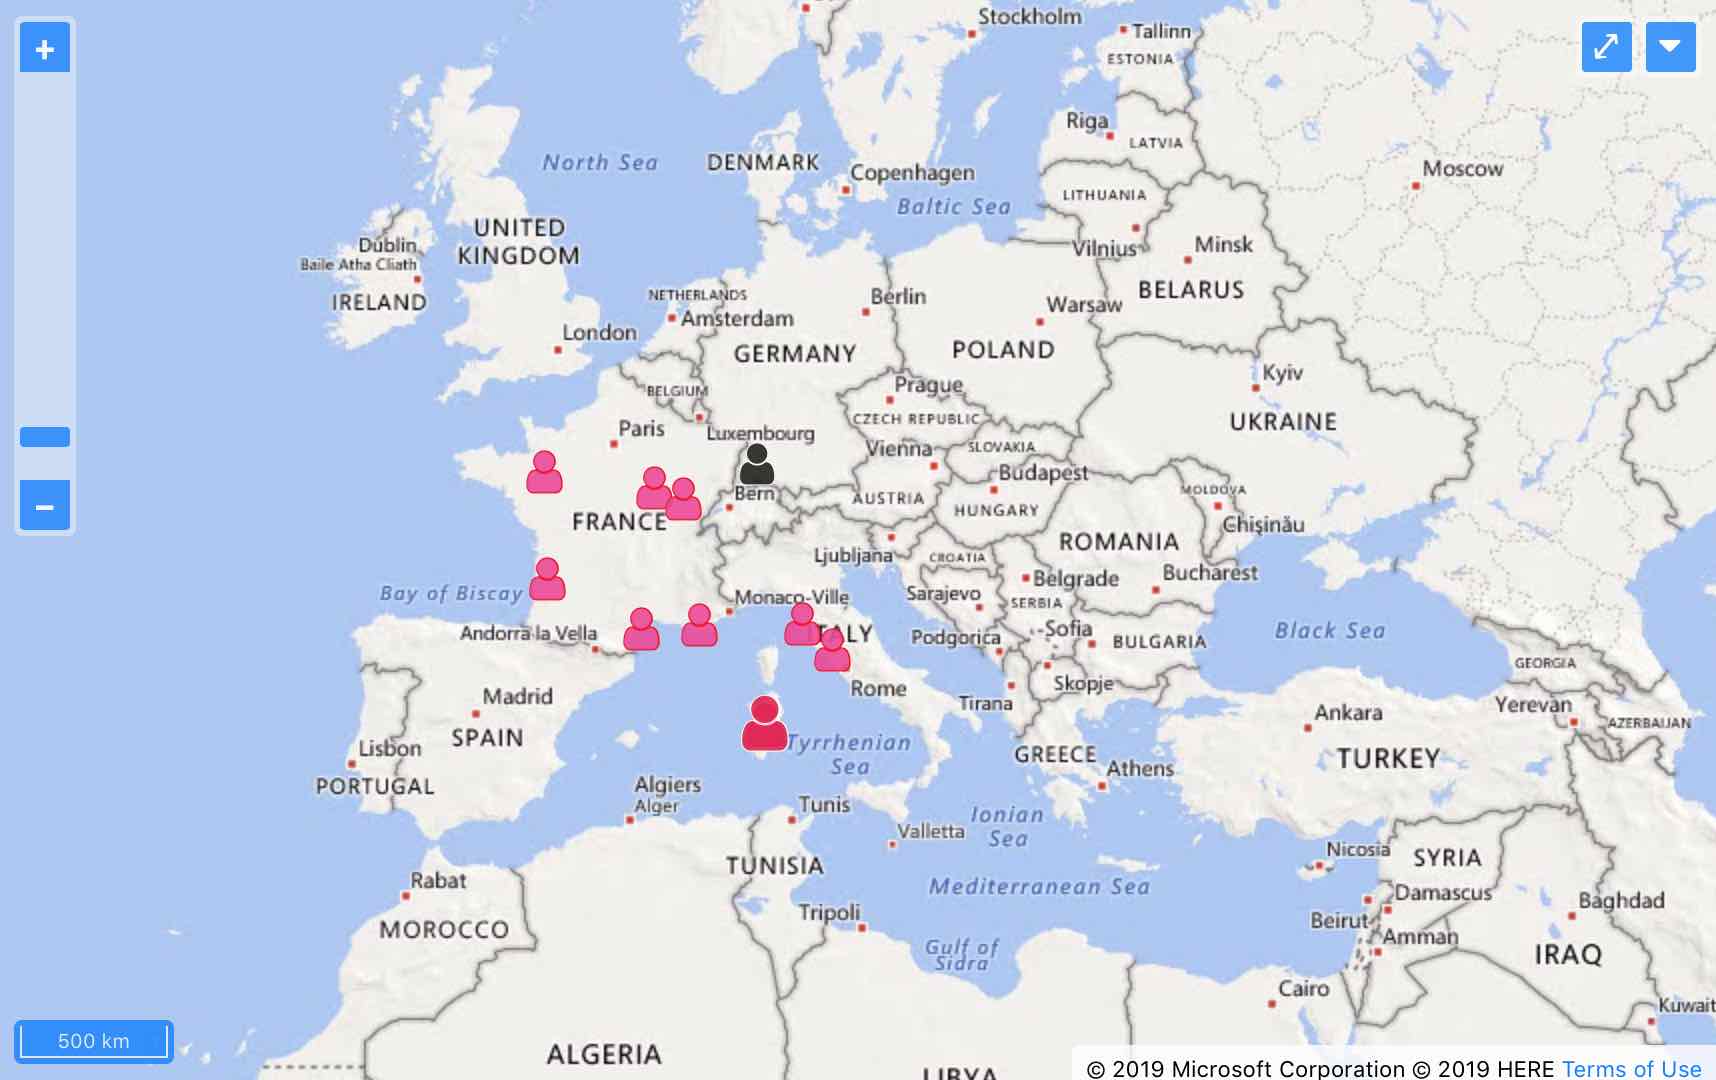 +
Stockholm
Tallinn
ESTONIA
Riga
LATVIA
Moscow
North Sea
DENMARK
Copenhagen
LITHUANIA
Baltic Sea
UNITED
KINGDOM
Dublin
Baile Atha Cliath
IRELAND
Vilnius
Minsk
BELARUS
NETHERLANDS
Amsterdam
Berlin
Warsaw
London
GERMANY
POLAND
Kyiv
UKRAINE
BELGIUM
Prague
CZECH REPUBLIC
Paris
Luxembourg
Vienna
SLOVAKIA
Budapest
Bern
AUSTRIA
HUNGARY
MOLDOVA
Chişinău
−
FRANCE
Ljubljana
CROATIA
ROMANIA
Belgrade
Bucharest
Bay of Biscay
Monaco-Ville
Sarajevo
SERBIA
Andorra la Vella
ITALY
Podgorica
Sofia
BULGARIA
Black Sea
GEORGIA
Madrid
Rome
Tirana
Skopje
Yerevan
AZERBAIJAN
Ankara
SPAIN
Lisbon
Tyrrhenian
Sea
GREECE
Athens
TURKEY
PORTUGAL
Algiers
Alger
Tunis
Valletta
Ionian
Sea
Nicosia
SYRIA
TUNISIA
Rabat
Mediterranean Sea
Damascus
Baghdad
MOROCCO
Tripoli
Beirut
Amman
Gulf of
Sidra
IRAQ
Cairo
Kuwait
500 km
ALGERIA
LIBYA
© 2019 Microsoft Corporation © 2019 HERE Terms of Use